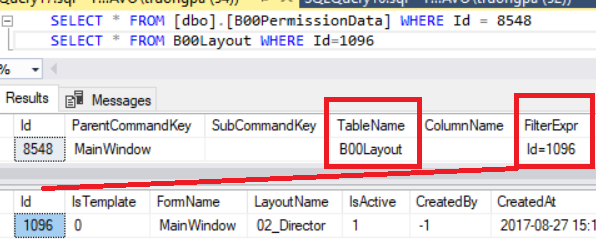 SELECT * FROM [dbo].[B00PermissionData] WHERE Id = 8548
SELECT * FROM B00Layout WHERE Id=1096
%
Results Messages
Id ParentCommandKey SubCommandKey TableName ColumnName FilterExpr
8548 MainWindow B00Layout Id=1096
Id IsTemplate FormName LayoutName IsActive CreatedBy CreatedAt
1096 0 MainWindow 02_Director 1 -1 2017-08-27 15:1